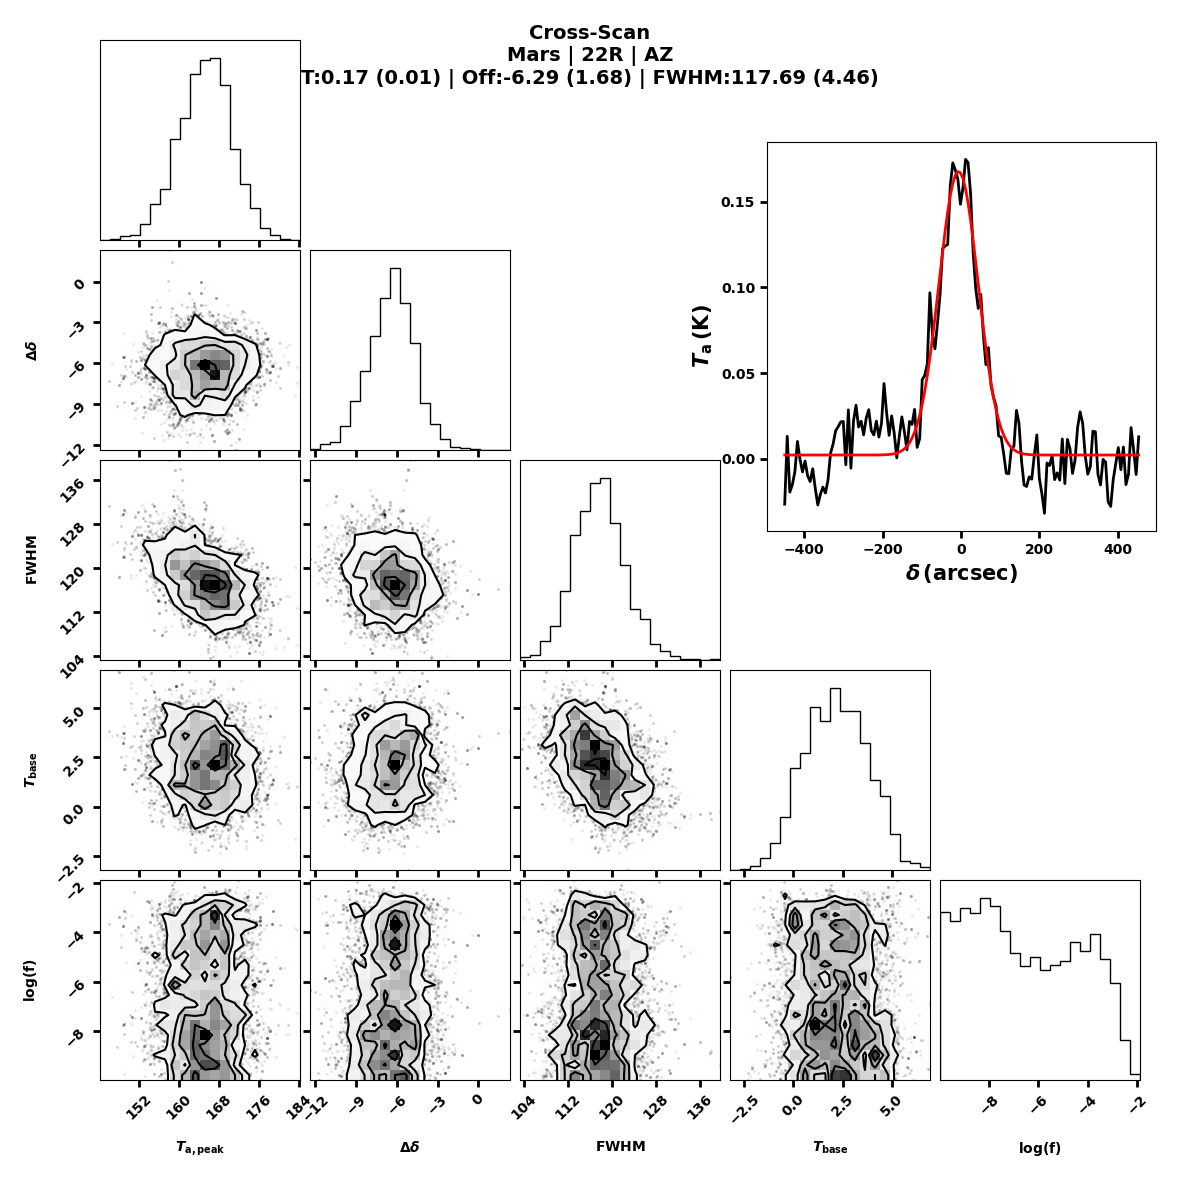 Cross-Scan
Mars | 22R | AZ
T:0.17 (0.01) | Off:-6.29 (1.68) | FWHM:117.69 (4.46)
0.15
0.10
0.05
0.00
Ta (K)
−400 −200 0 200 400
δ (arcsec)
0
−3
−6
−9
−12
Δδ
136
128
120
112
104
FWHM
5.0
2.5
0.0
−2.5
Tbase
−2
−4
−6
−8
log(f)
152 160 168 176 184
−12 −9 −6 −3 0
104 112 120 128 136
−2.5 0.0 2.5 5.0
−8 −6 −4 −2
Ta,peak
Δδ
FWHM
Tbase
log(f)